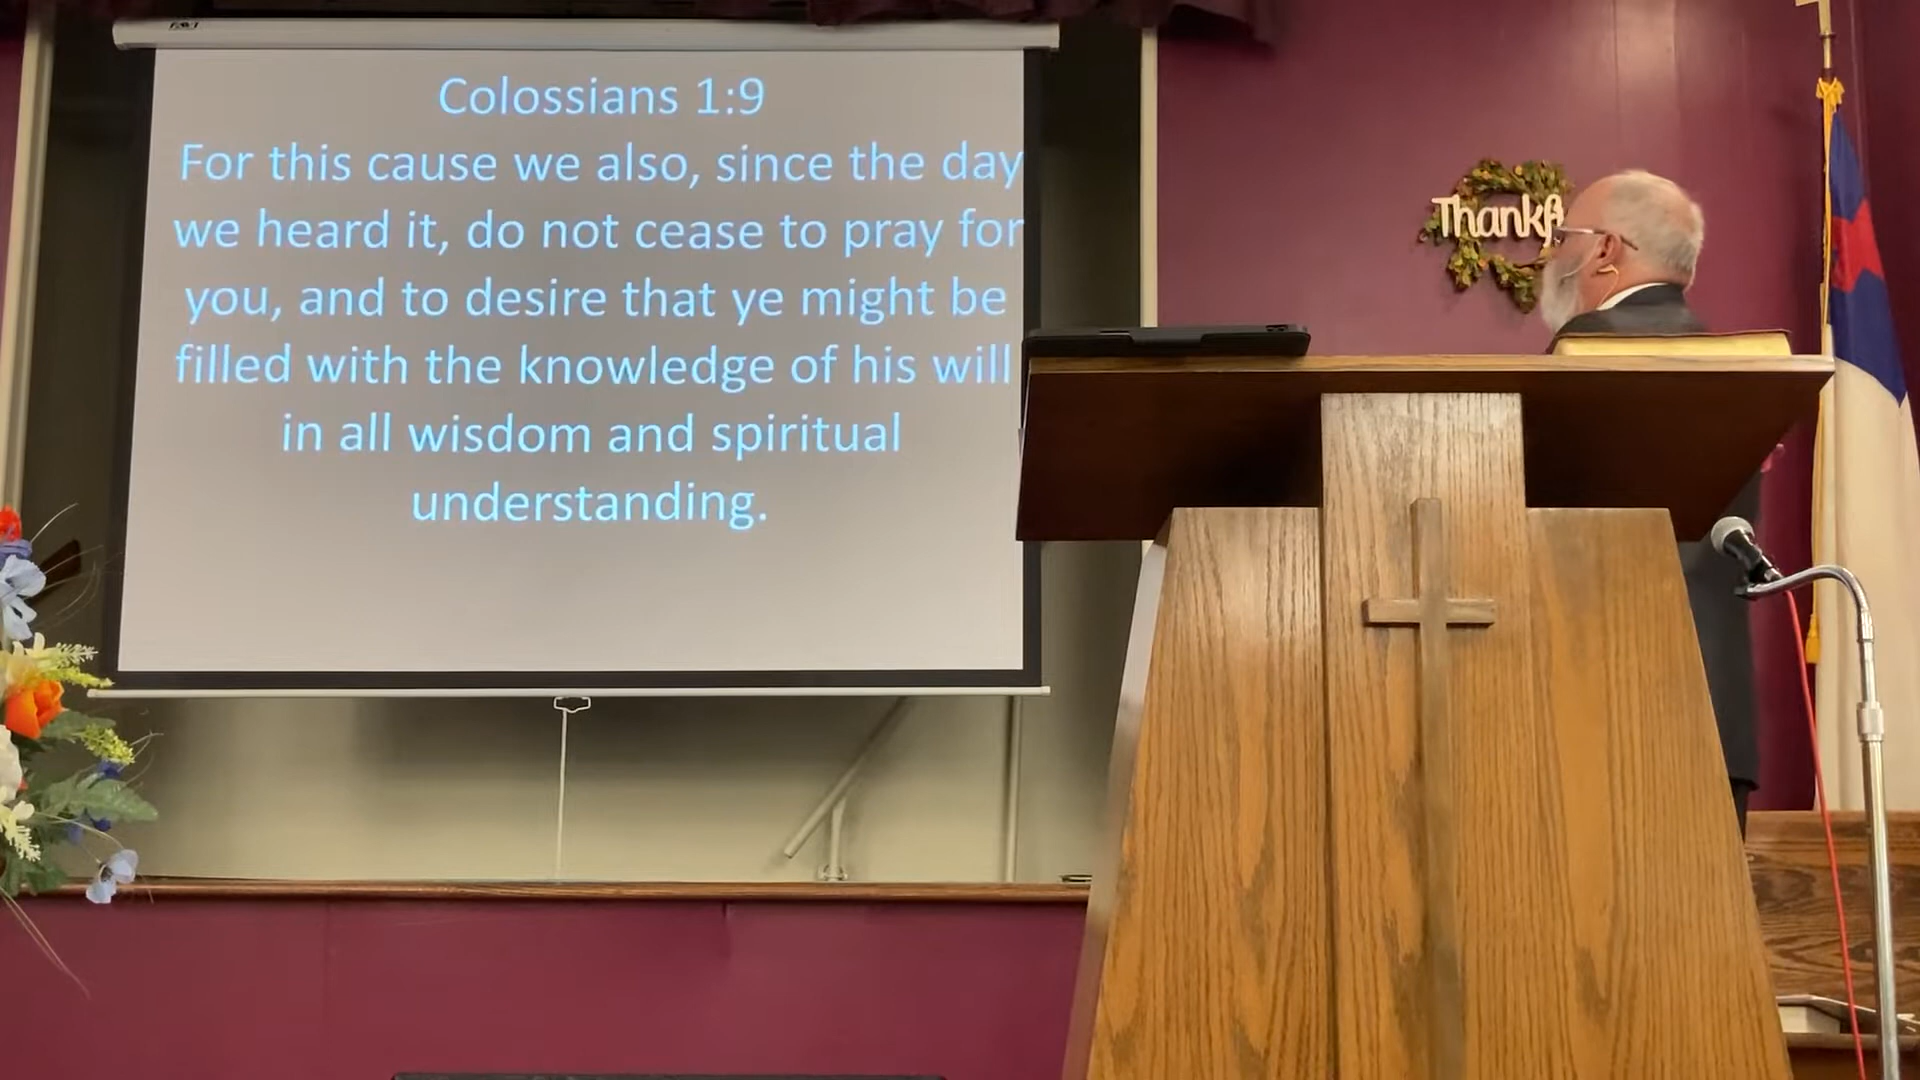 Colossians 1:9
For this cause we also, since the day
we heard it, do not cease to pray for
you, and to desire that ye might be
filled with the knowledge of his will
in all wisdom and spiritual
understanding.